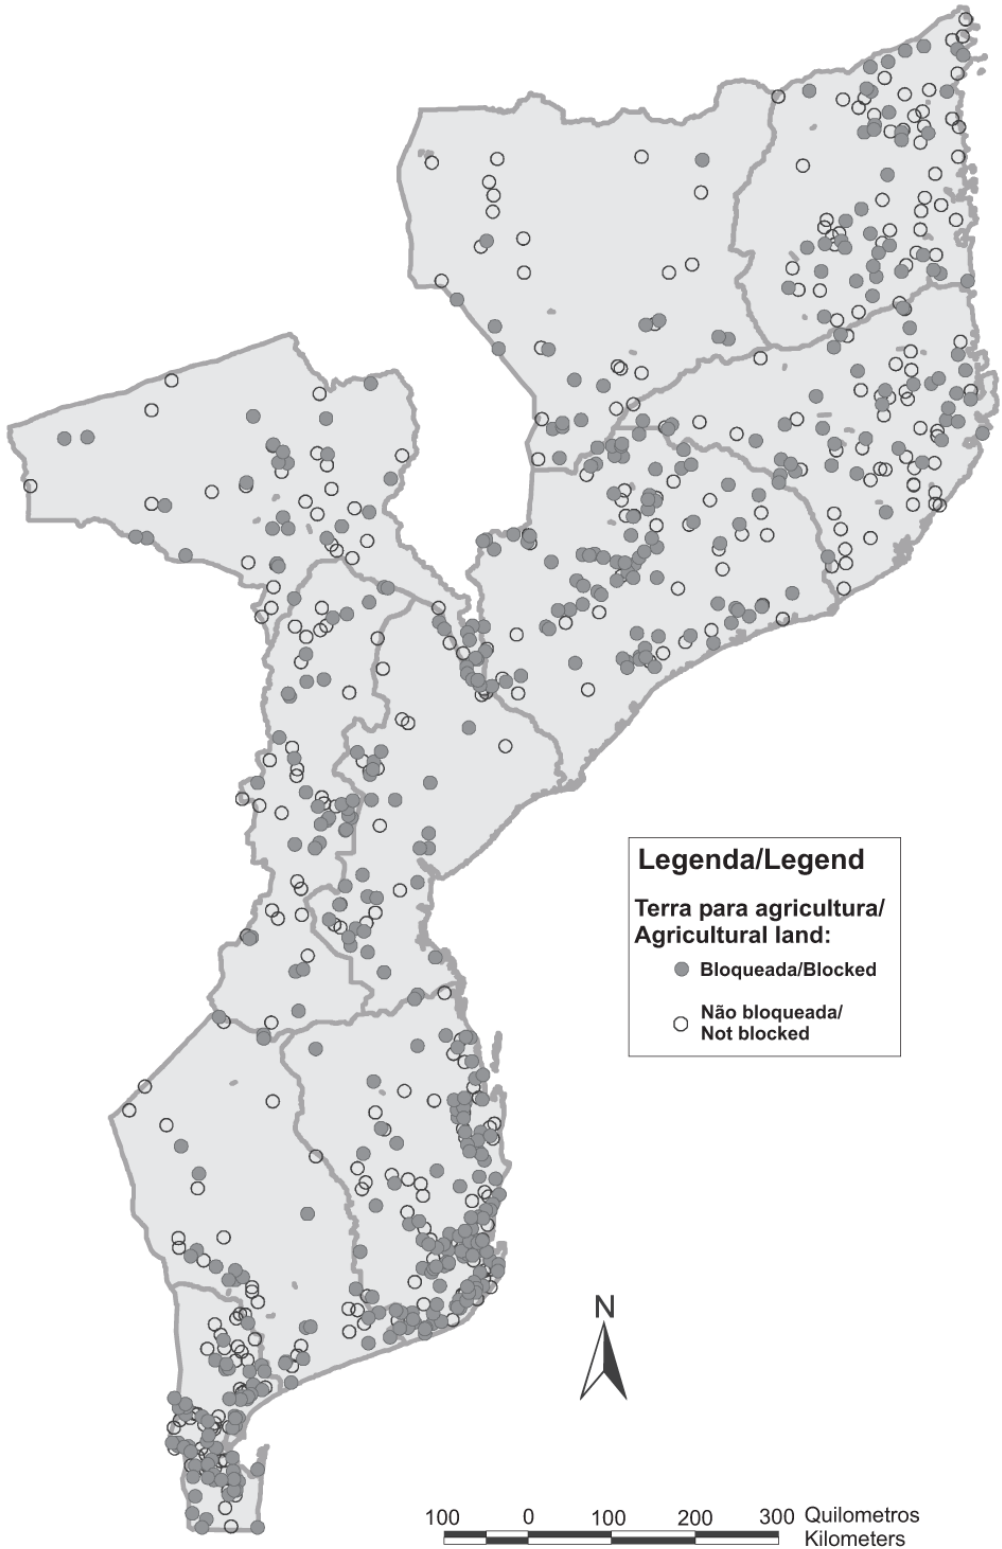 Legenda/Legend
Terra para agricultura/
Agricultural land:
Bloqueada/Blocked
Não bloqueada/
Not blocked
N
100 0 100 200 300 Quilometros
Kilometers